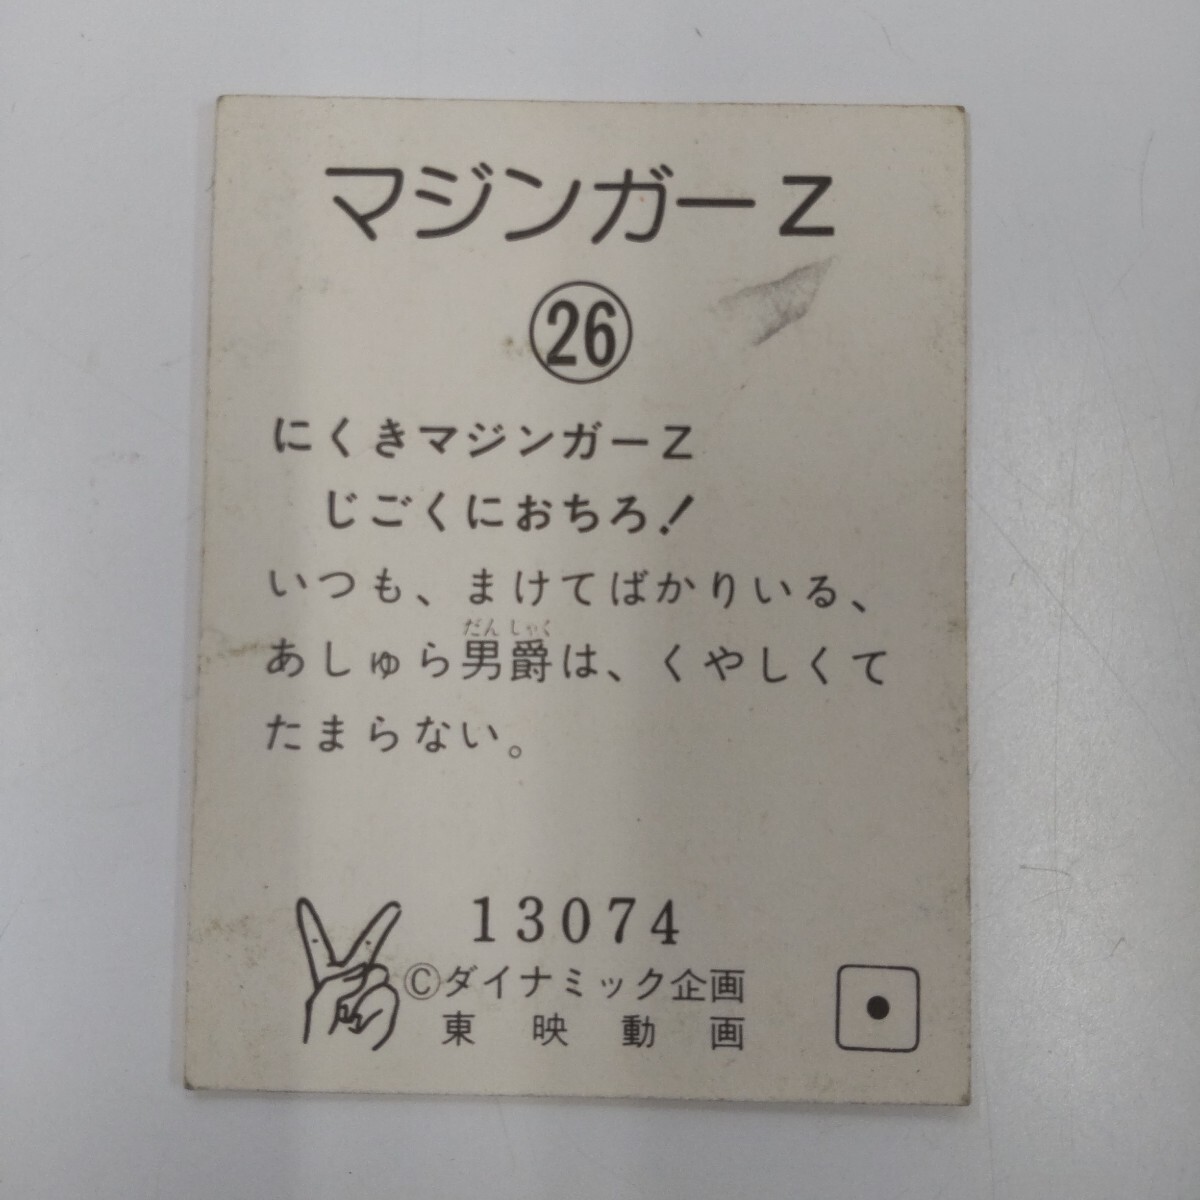 マジンガーZ
26
にくきマジンガーZ
じごくにおちろ!
いつも、まけてばかりいる、
だんしゃく
あしゅら男爵は、くやしくて
たまらない。
13074
©ダイナミック企画
東映動画